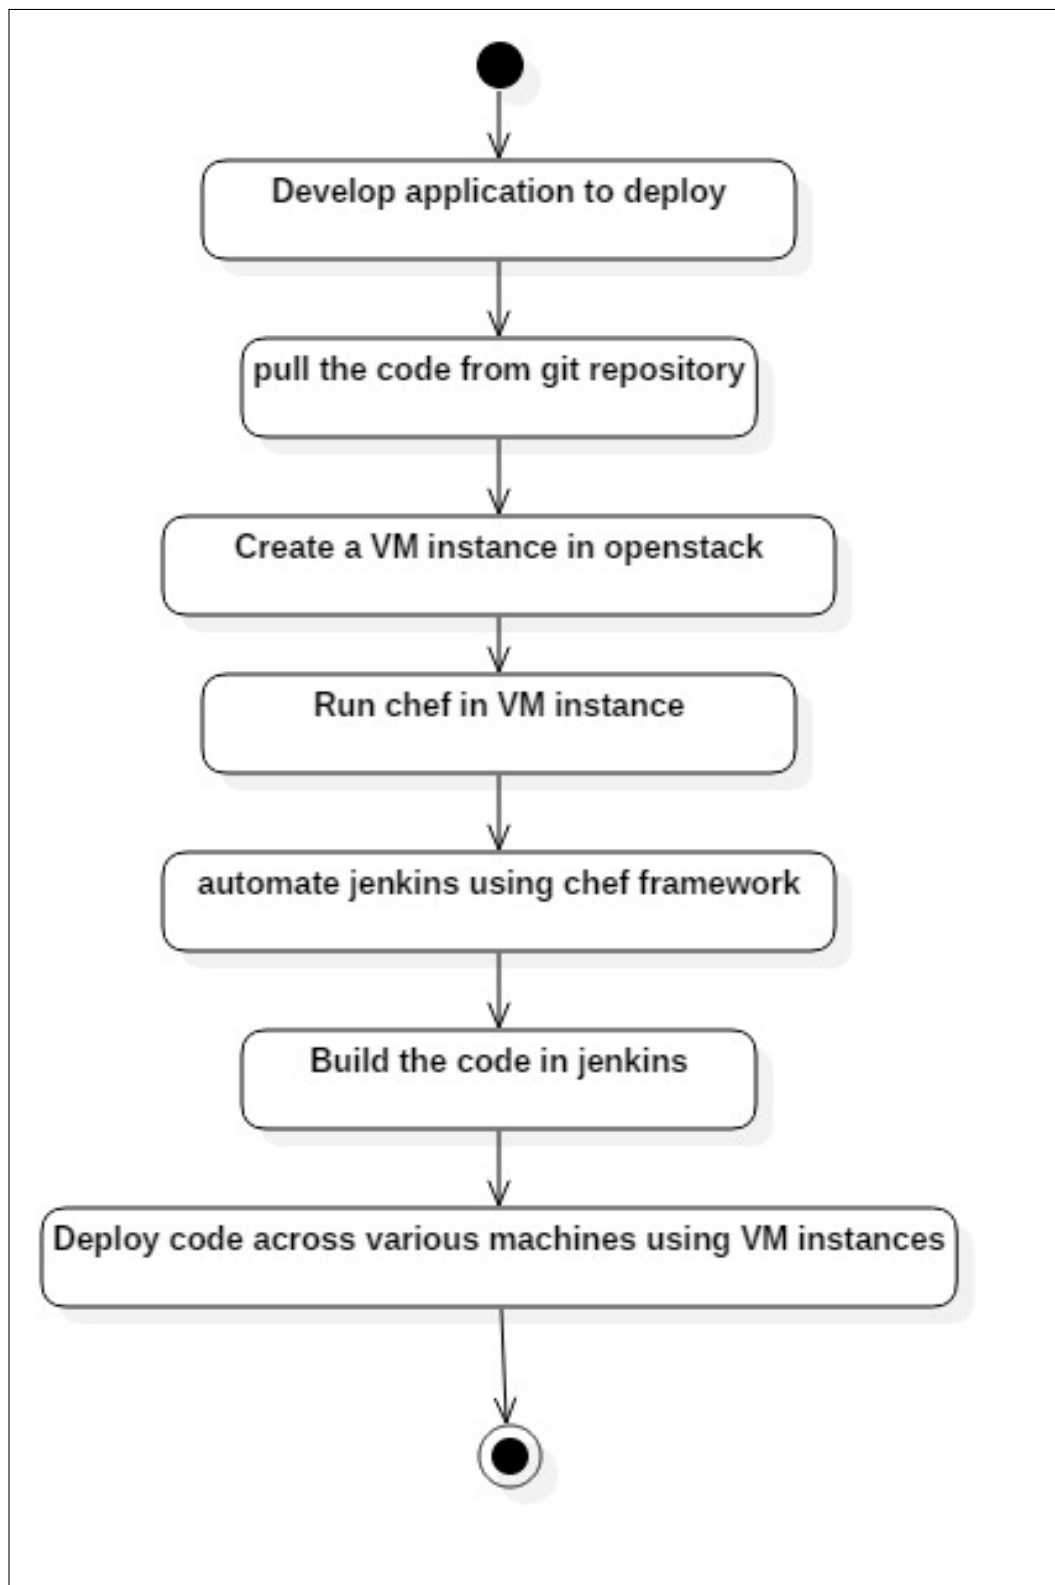 Develop application to deploy
pull the code from git repository
Create a VM instance in openstack
Run chef in VM instance
automate jenkins using chef framework
Build the code in jenkins
Deploy code across various machines using VM instances